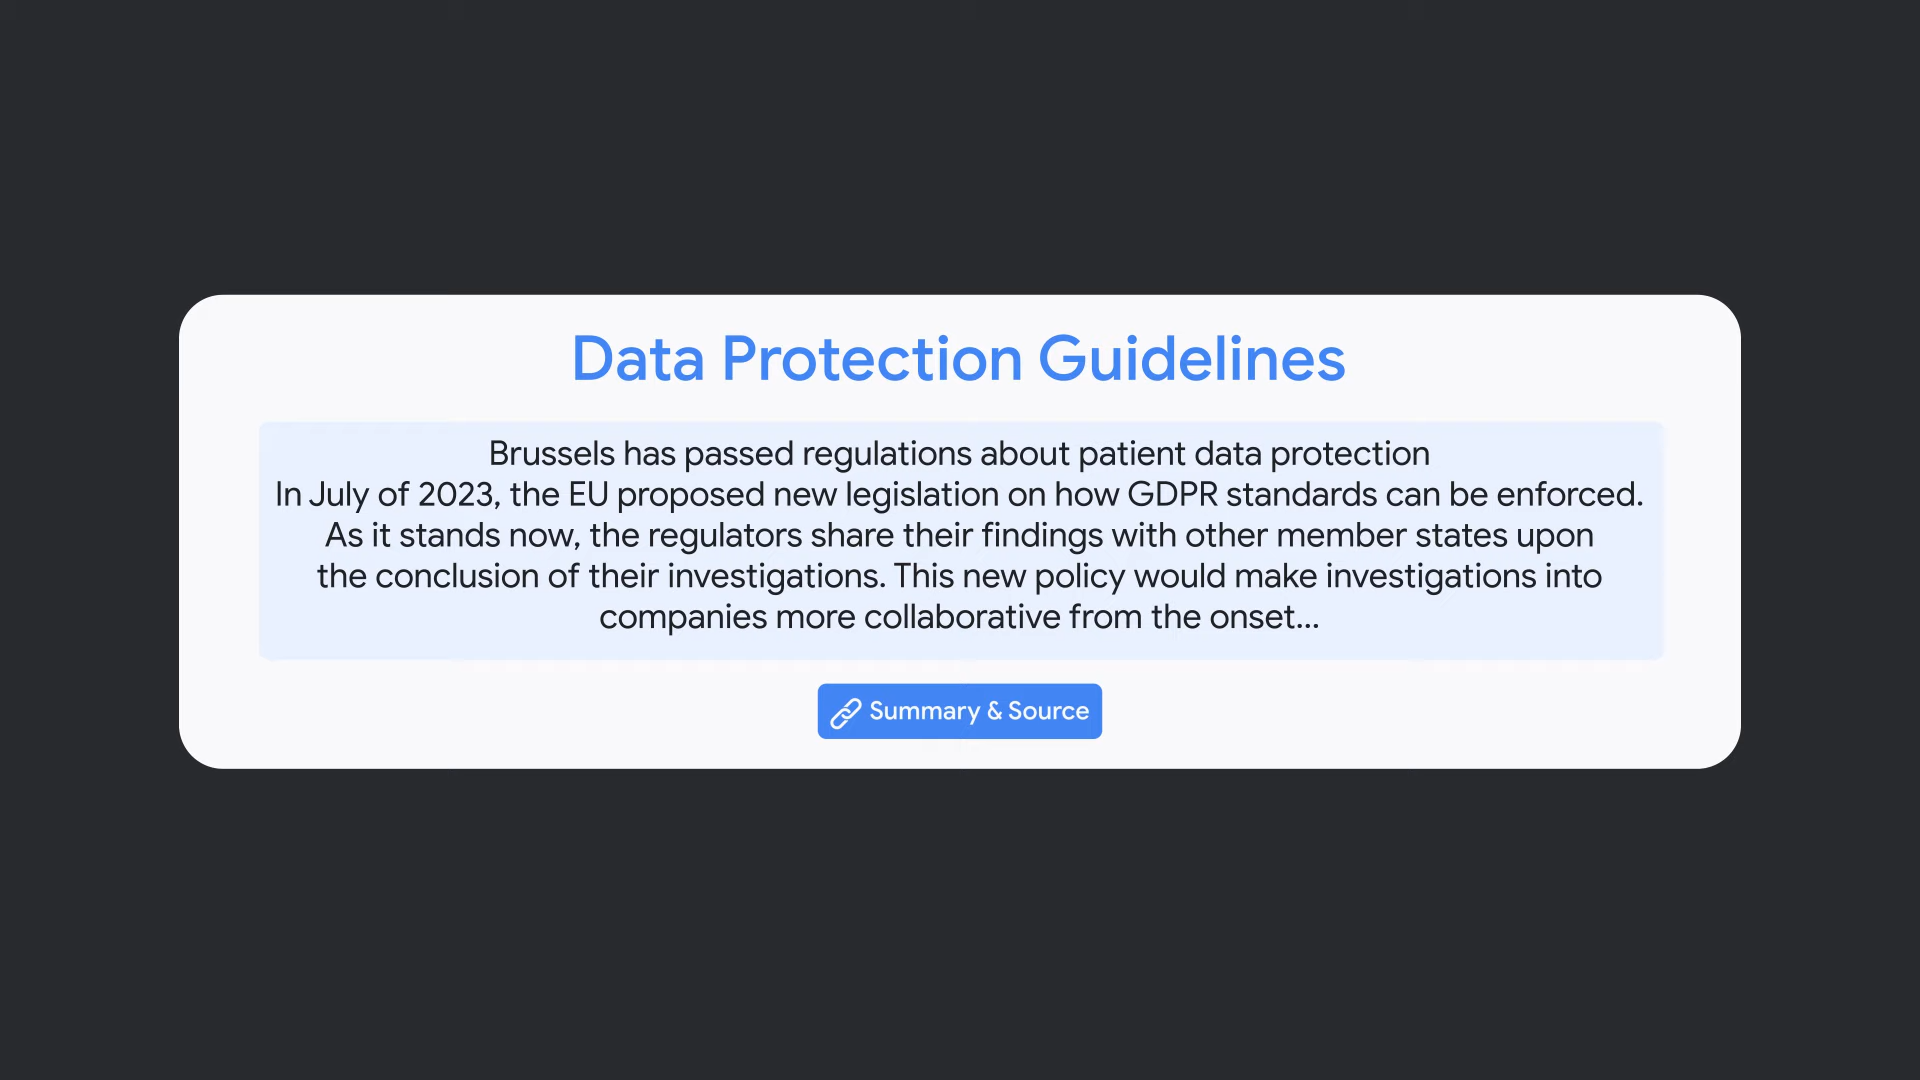 Data Protection Guidelines
Brussels has passed regulations about patient data protection
In July of 2023, the EU proposed new legislation on how GDPR standards can be enforced.
As it stands now, the regulators share their findings with other member states upon
the conclusion of their investigations. This new policy would make investigations into
companies more collaborative from the onset...
Summary & Source